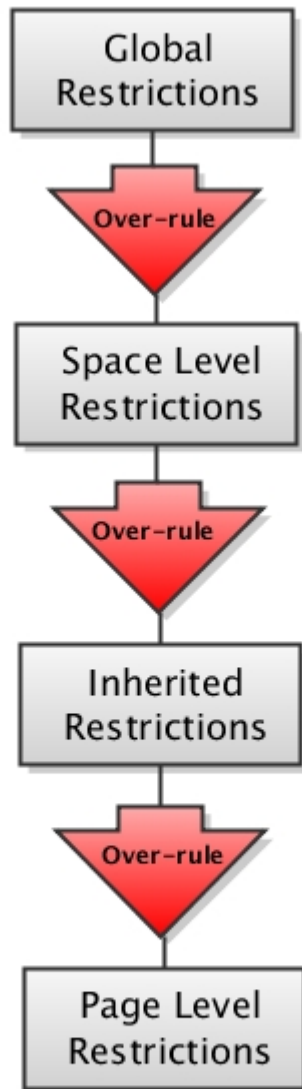 Global
Restrictions
Over-rule
Space Level
Restrictions
Over-rule
Inherited
Restrictions
Over-rule
Page Level
Restrictions